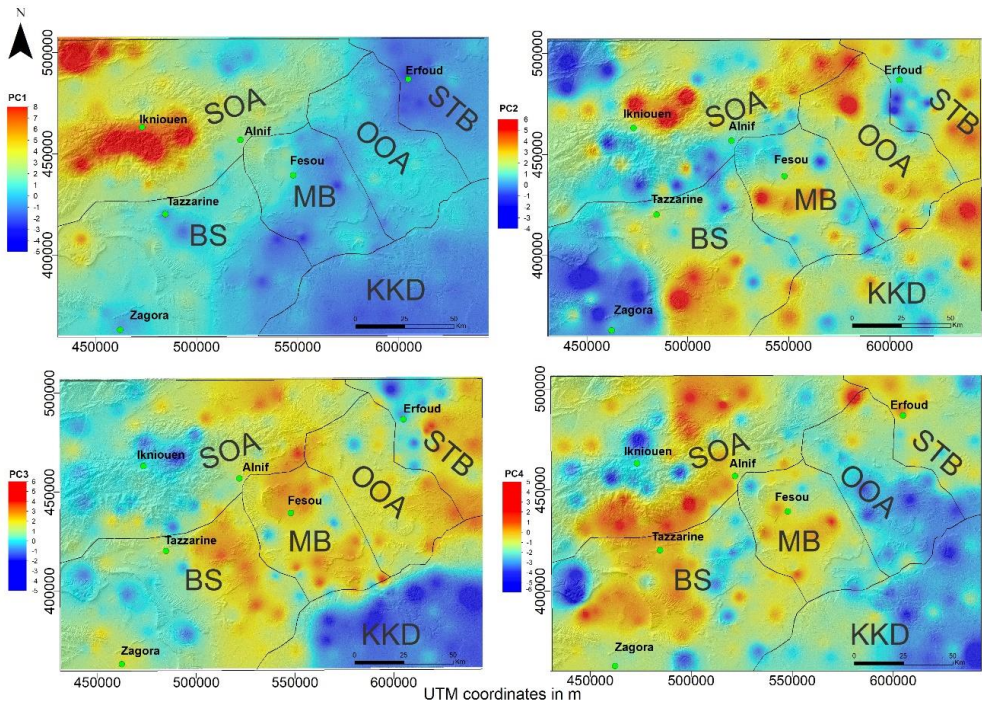 N
PC1
8
7
6
5
4
3
2
1
0
-1
-2
-3
-4
-5
500000
450000
400000
Erfoud
Ikniouen
SOA
Alnif
STB
OOA
Fesou
MB
Tazzarine
BS
KKD
Zagora
0 25 50
Km
450000 500000 550000 600000
PC2
6
5
4
3
2
1
0
-1
-2
-3
-4
500000
450000
400000
Erfoud
Ikniouen
SOA
Alnif
STB
OOA
Fesou
MB
Tazzarine
BS
KKD
Zagora
0 25 50
Km
450000 500000 550000 600000
PC3
6
5
4
3
2
1
0
-1
-2
-3
-4
-5
500000
450000
400000
Erfoud
Ikniouen
SOA
Alnif
STB
OOA
Fesou
MB
Tazzarine
BS
KKD
Zagora
0 25 50
Km
450000 500000 550000 600000
PC4
5
4
3
2
1
0
-1
-2
-3
-4
-5
-6
500000
450000
400000
Erfoud
Ikniouen
SOA
Alnif
STB
OOA
Fesou
MB
Tazzarine
BS
KKD
Zagora
0 25 50
Km
450000 500000 550000 600000
UTM coordinates in m